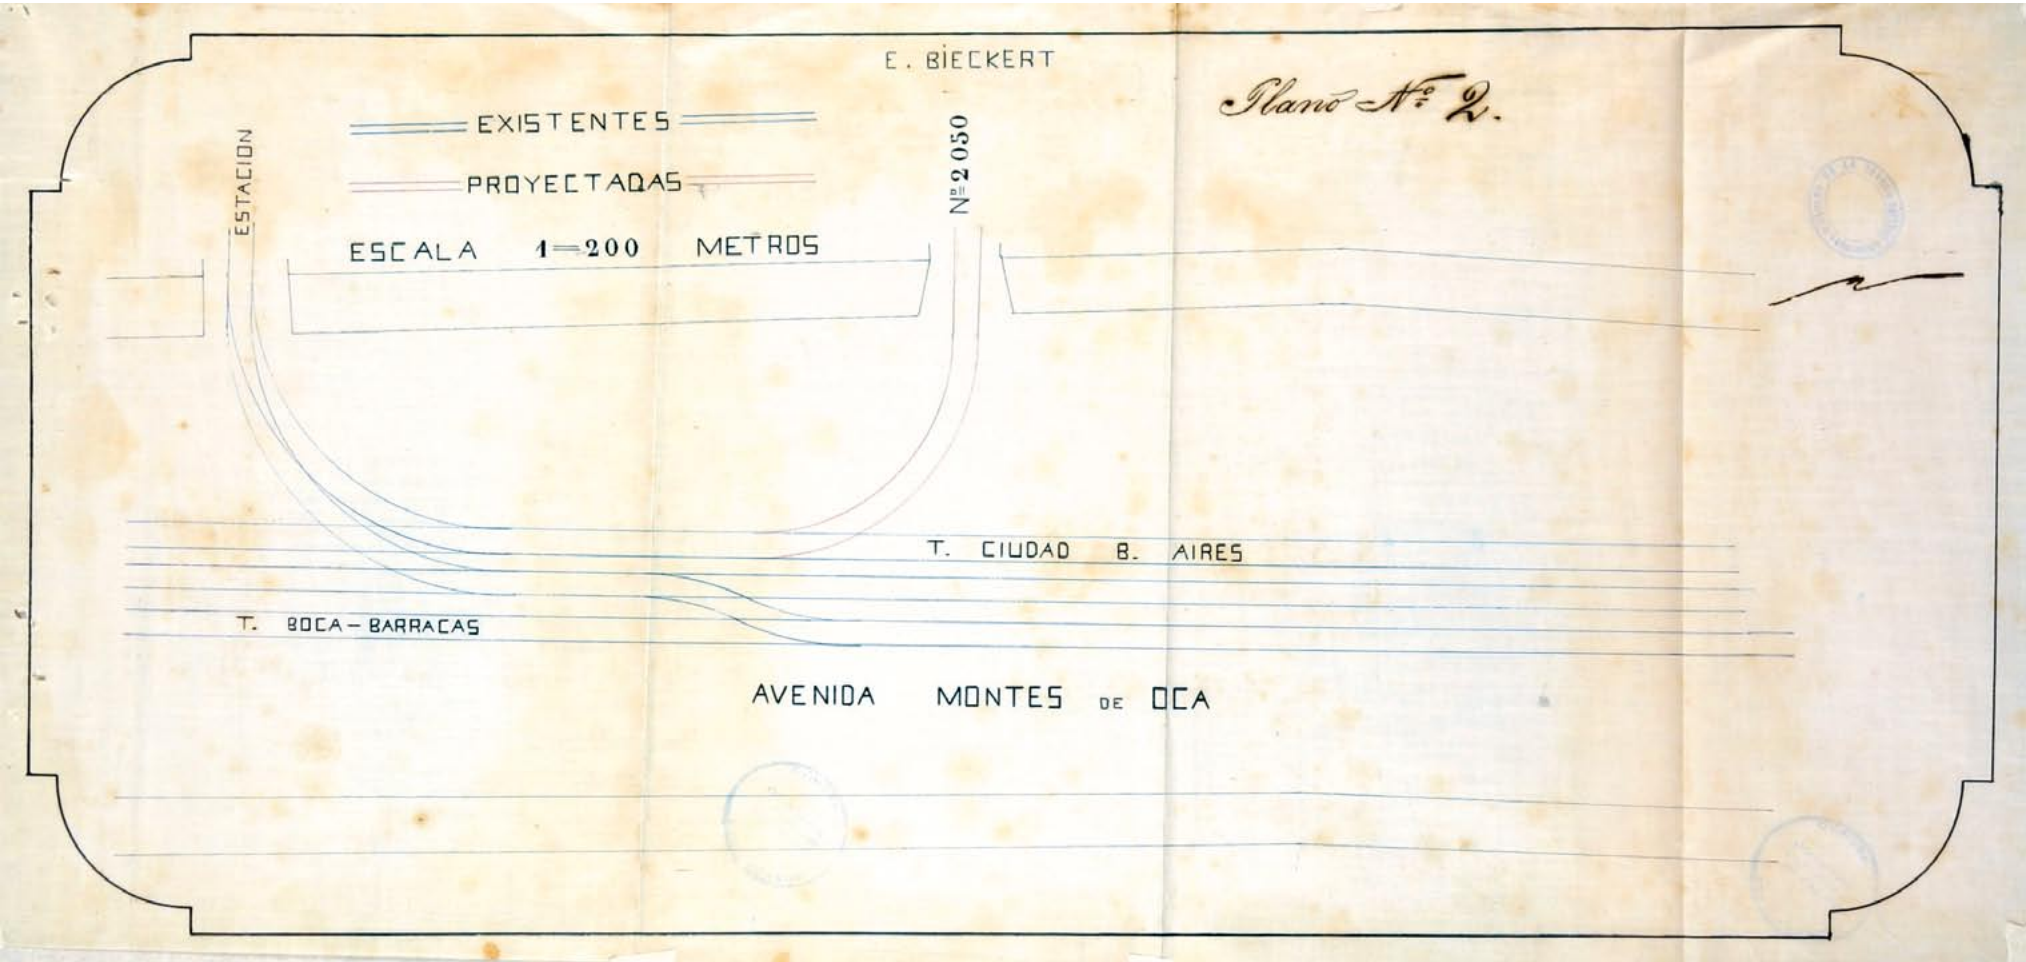 E. BIECKERT
Plano Nº 2.
ESTACION
EXISTENTES
Nº 2050
PROYECTADAS
ESCALA 1=200 METROS
T. CIUDAD B. AIRES
T. BOCA-BARRACAS
AVENIDA MONTES DE OCA